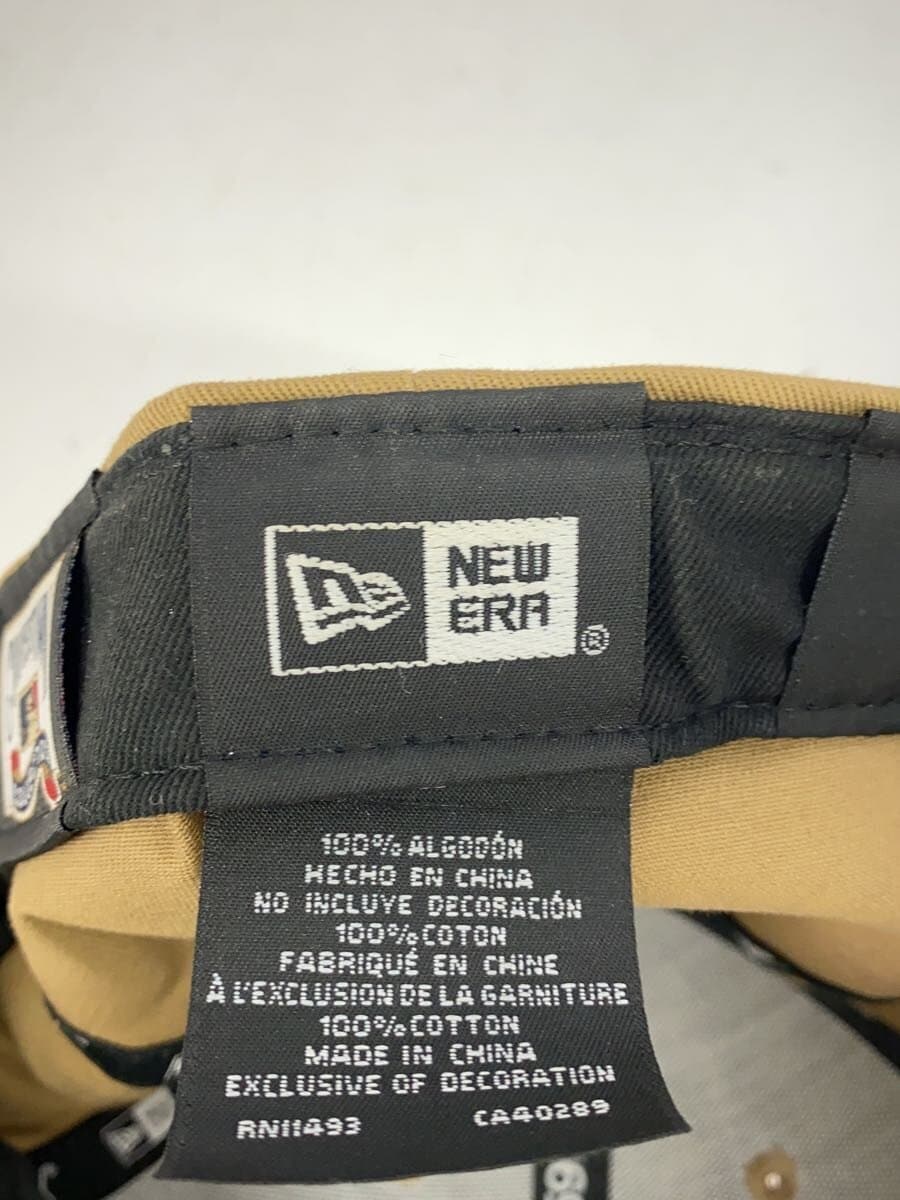 NEW
ERA
®
100% ALGODÓN
HECHO EN CHINA
NO INCLUYE DECORACIÓN
100% COTON
FABRIQUÉ EN CHINE
À L'EXCLUSION DE LA GARNITURE
100% COTTON
MADE IN CHINA
EXCLUSIVE OF DECORATION
RN11493 CA40289